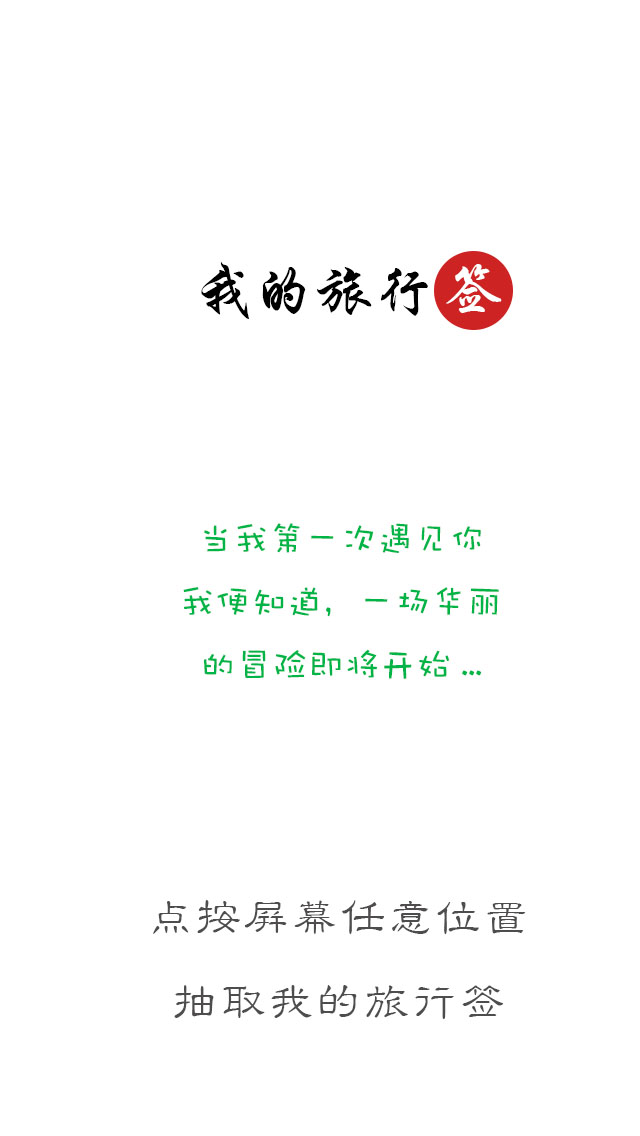 我的旅行签
当我第一次遇见你
我便知道，一场华丽
的冒险即将开始...
点按屏幕任意位置
抽取我的旅行签